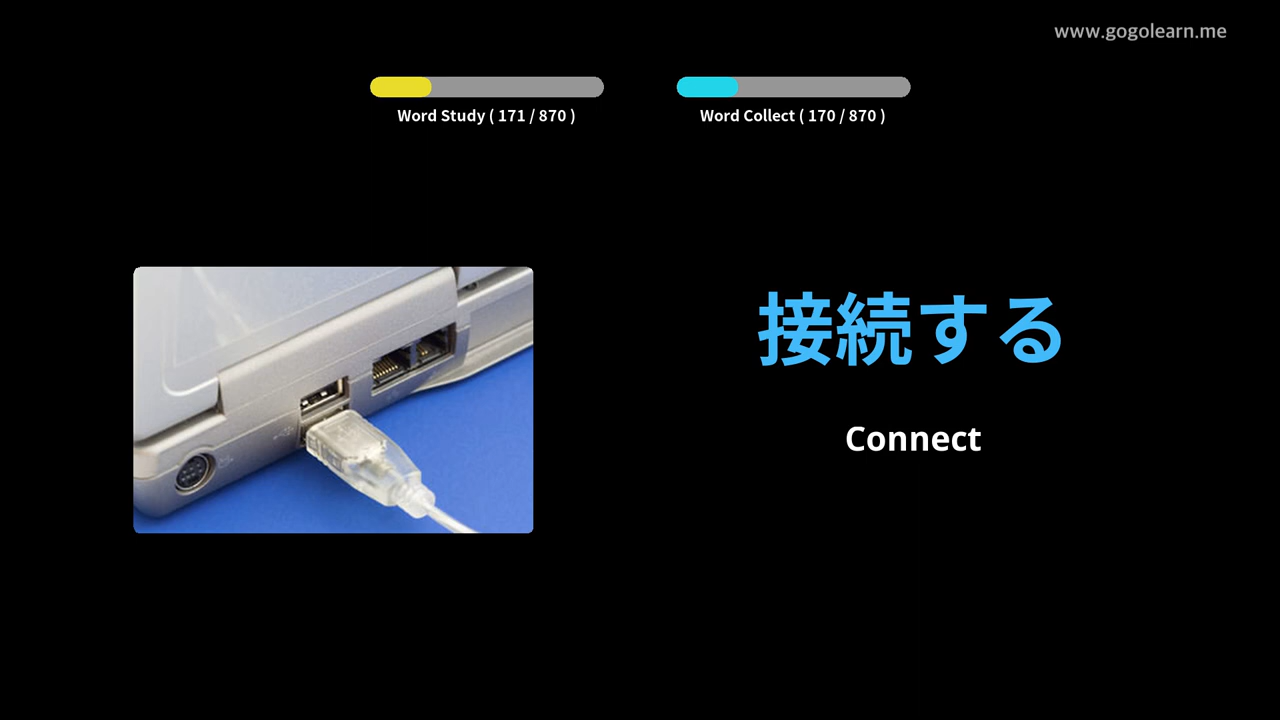 www.gogolearn.me
Word Study ( 171 / 870 )
Word Collect ( 170 / 870 )
接続する
Connect